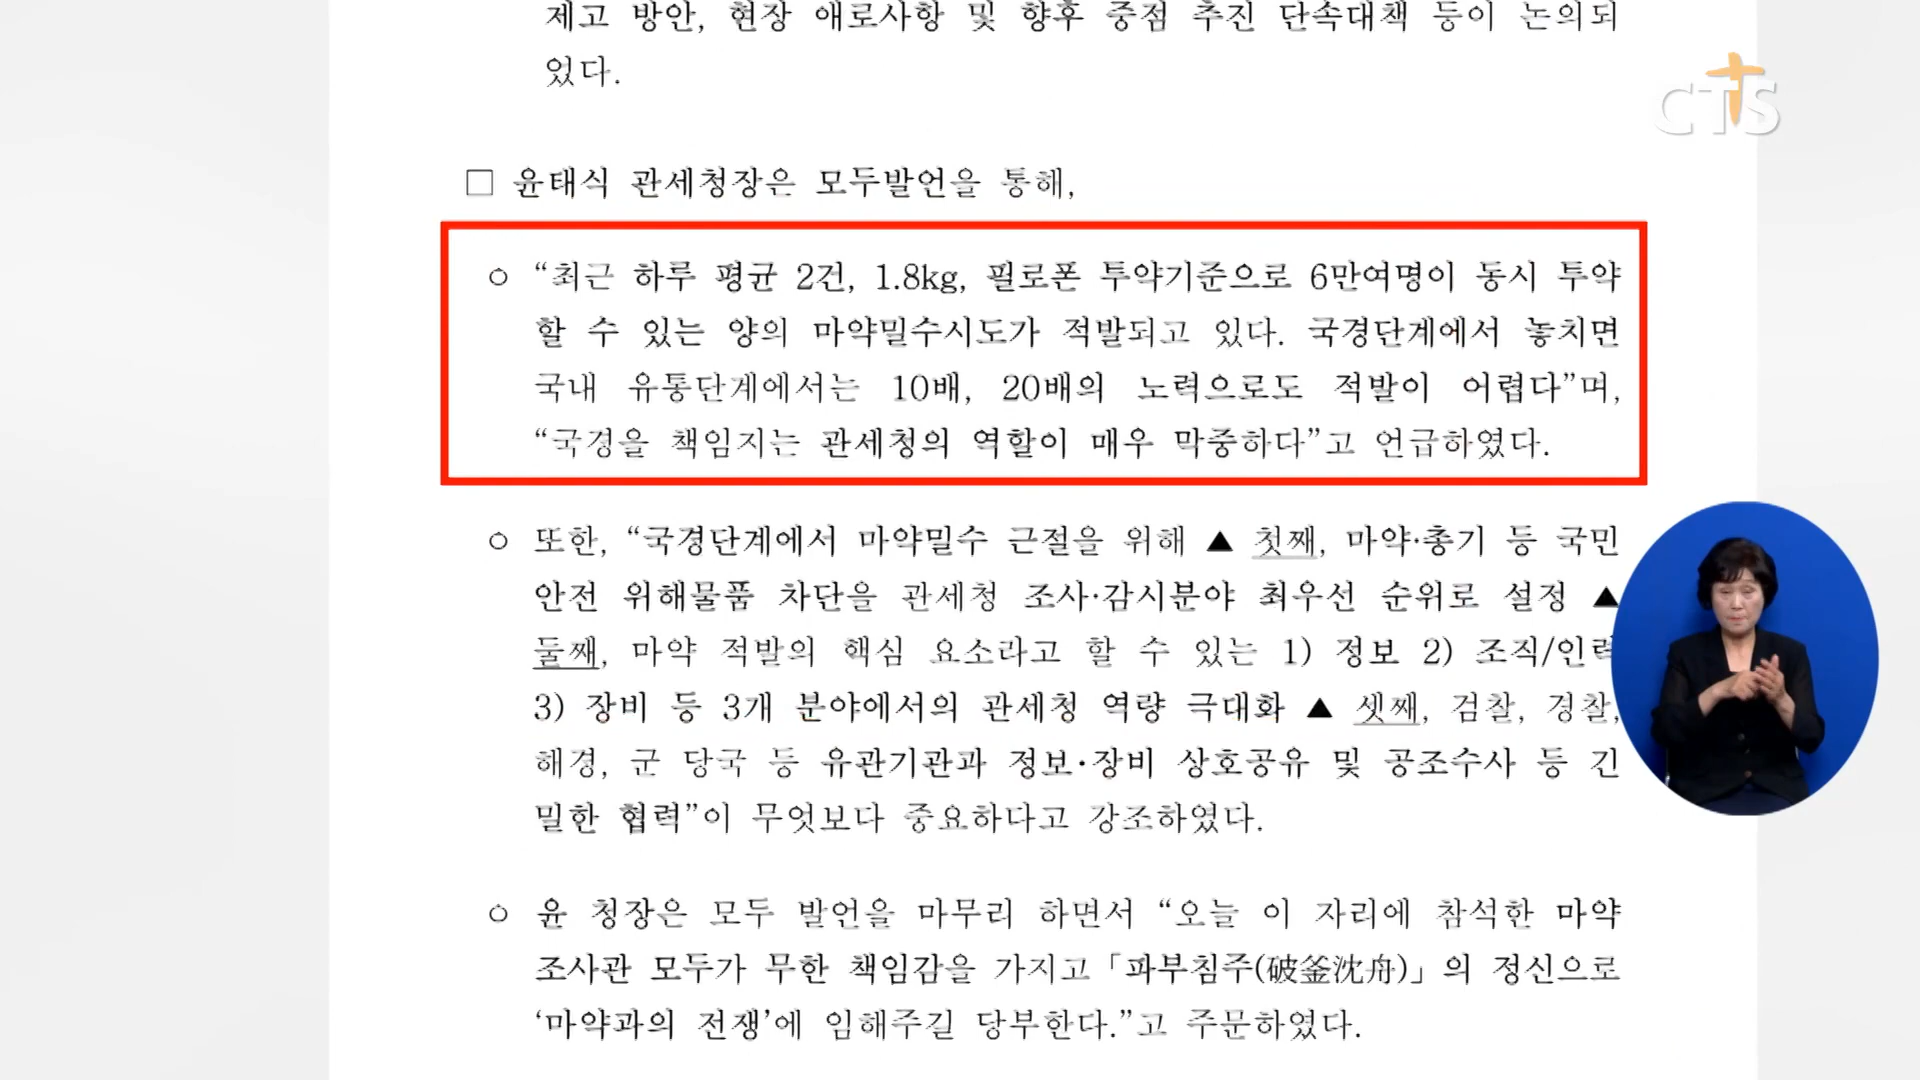 제고 방안, 현장 애로사항 및 향후 중점 추진 단속대책 등이 논의되
었다.
CTS
□ 윤태식 관세청장은 모두발언을 통해,
○ “최근 하루 평균 2건, 1.8kg, 필로폰 투약기준으로 6만여명이 동시 투약
할 수 있는 양의 마약밀수시도가 적발되고 있다. 국경단계에서 놓치면
국내 유통단계에서는 10배, 20배의 노력으로도 적발이 어렵다”며,
“국경을 책임지는 관세청의 역할이 매우 막중하다”고 언급하였다.
○ 또한, “국경단계에서 마약밀수 근절을 위해 ▲ 첫째, 마약·총기 등 국민
안전 위해물품 차단을 관세청 조사·감시분야 최우선 순위로 설정 ▲
둘째, 마약 적발의 핵심 요소라고 할 수 있는 1) 정보 2) 조직/인력
3) 장비 등 3개 분야에서의 관세청 역량 극대화 ▲ 셋째, 검찰, 경찰,
해경, 군 당국 등 유관기관과 정보·장비 상호공유 및 공조수사 등 긴
밀한 협력”이 무엇보다 중요하다고 강조하였다.
○ 윤 청장은 모두 발언을 마무리 하면서 “오늘 이 자리에 참석한 마약
조사관 모두가 무한 책임감을 가지고「파부침주(破釜沈舟)」의 정신으로
‘마약과의 전쟁’에 임해주길 당부한다.”고 주문하였다.